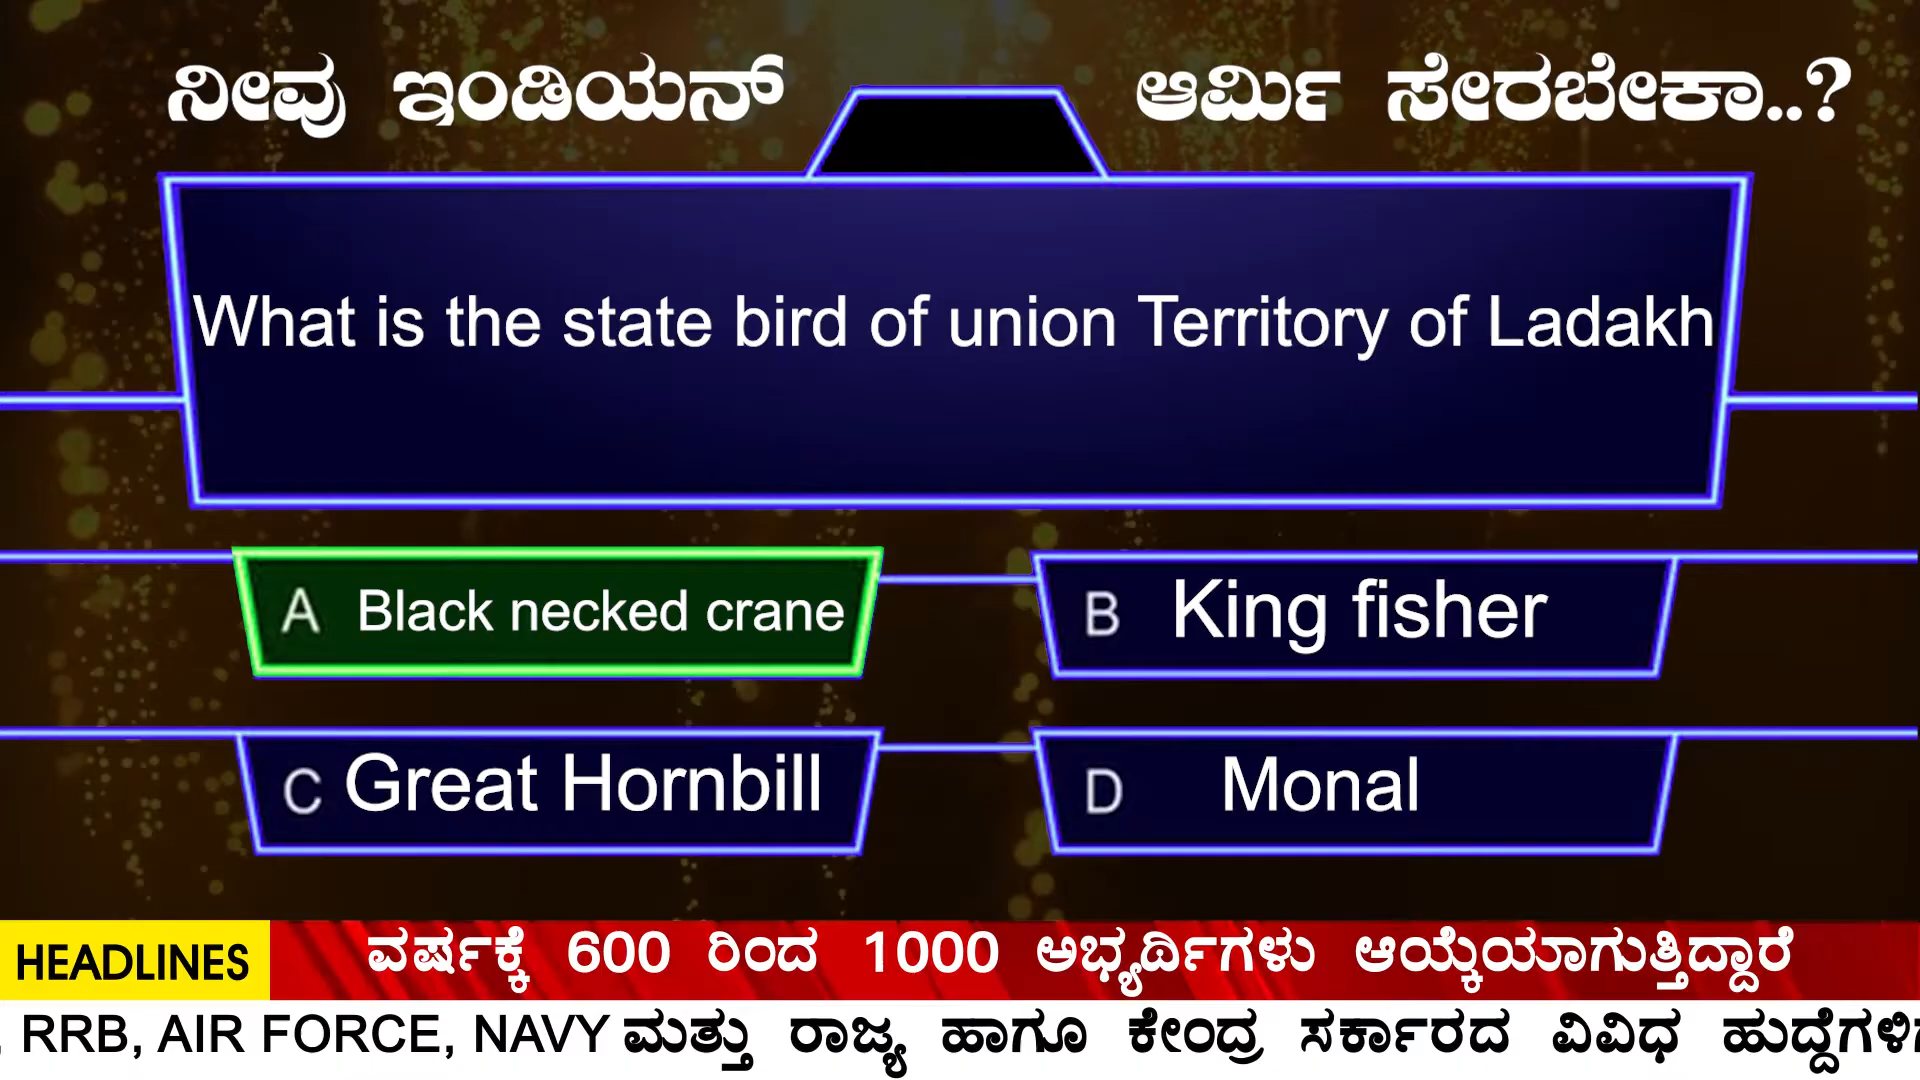 ನೀವು ಇಂಡಿಯನ್ ಆರ್ಮಿ ಸೇರಬೇಕಾ..?
What is the state bird of union Territory of Ladakh
A Black necked crane
B King fisher
C Great Hornbill
D Monal
HEADLINES ವರ್ಷಕ್ಕೆ 600 ರಿಂದ 1000 ಅಭ್ಯರ್ಥಿಗಳು ಆಯ್ಕೆಯಾಗುತ್ತಿದ್ದಾರೆ
, RRB, AIR FORCE, NAVY ಮತ್ತು ರಾಜ್ಯ ಹಾಗೂ ಕೇಂದ್ರ ಸರ್ಕಾರದ ವಿವಿಧ